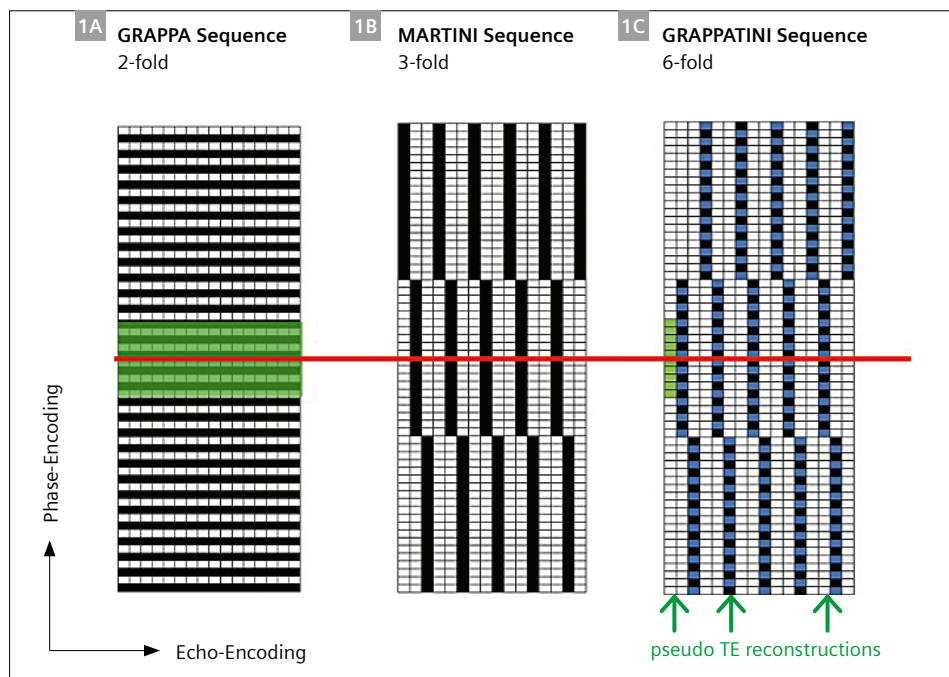 1A
GRAPPA Sequence
2-fold
1B
MARTINI Sequence
3-fold
1C
GRAPPATINI Sequence
6-fold
Phase-Encoding
Echo-Encoding
pseudo TE reconstructions